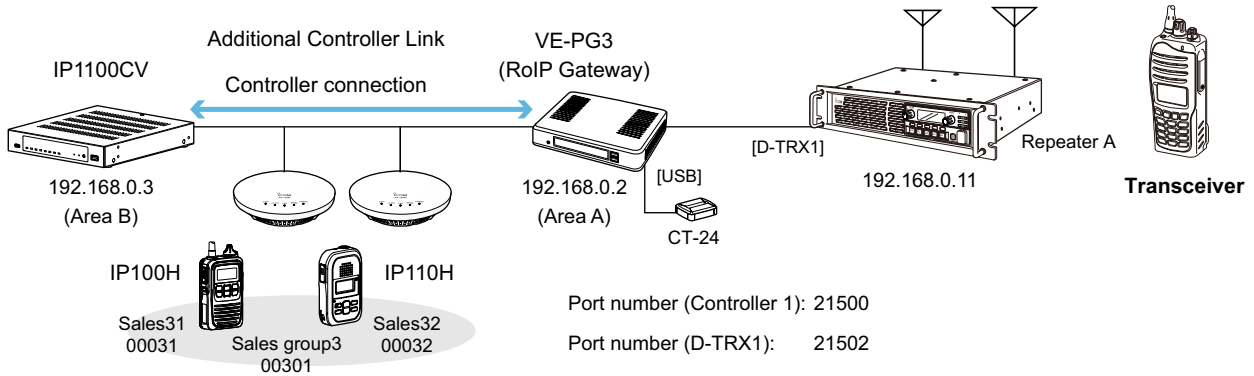 Additional Controller Link
VE-PG3
(RoIP Gateway)
IP1100CV
Controller connection
[D-TRX1]
Repeater A
192.168.0.3
(Area B)
192.168.0.2
(Area A)
[USB]
192.168.0.11
Transceiver
CT-24
IP100H
IP110H
Sales31
00031
Sales group3
00301
Sales32
00032
Port number (Controller 1): 21500
Port number (D-TRX1): 21502